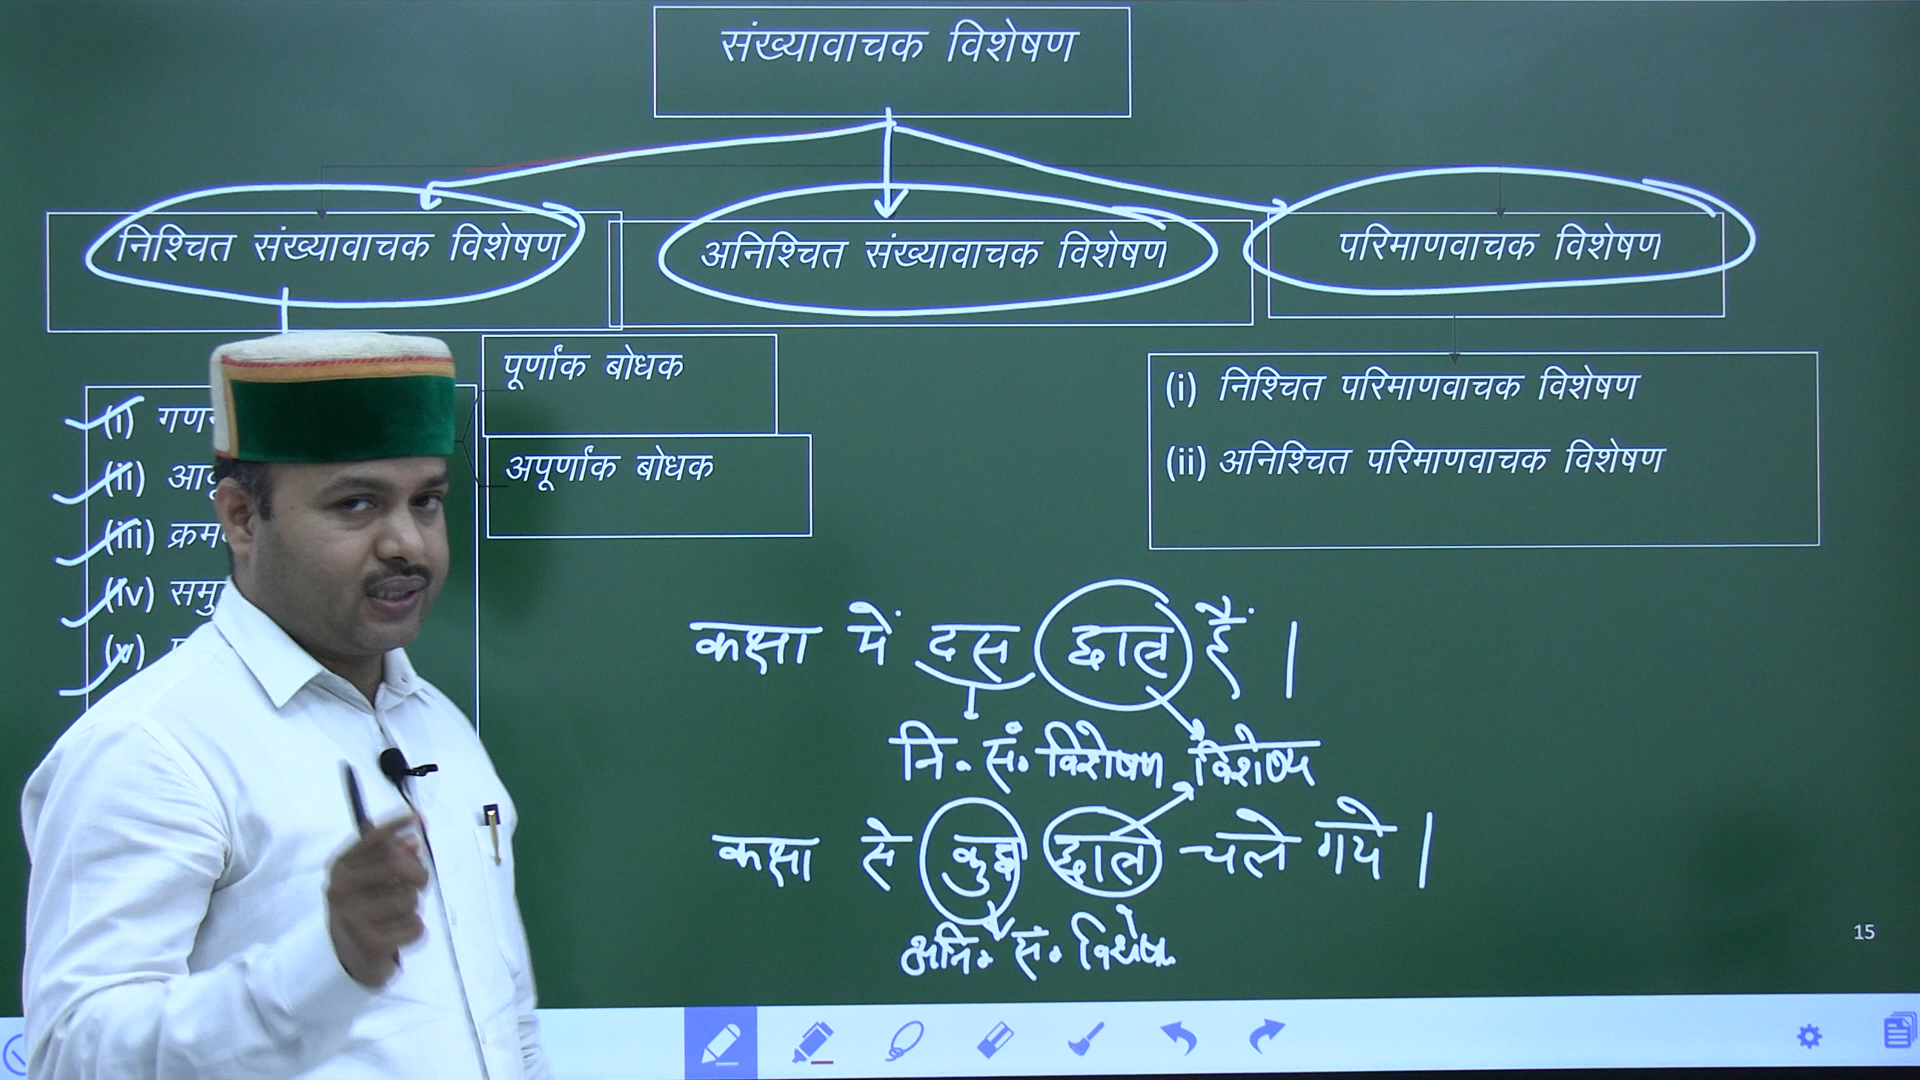 संख्यावाचक विशेषण
निश्चित संख्यावाचक विशेषण
अनिश्चित संख्यावाचक विशेषण
परिमाणवाचक विशेषण
पूर्णांक बोधक
अपूर्णांक बोधक
(i)
(ii)
(iii)
(iv)
(v)
(i) निश्चित परिमाणवाचक विशेषण
(ii) अनिश्चित परिमाणवाचक विशेषण
कक्षा में दस छात्र हैं |
नि. सं. विशेषण विशेष्य
कक्षा से कुछ छात्र चले गये |
अनि. सं. विशेष.
15